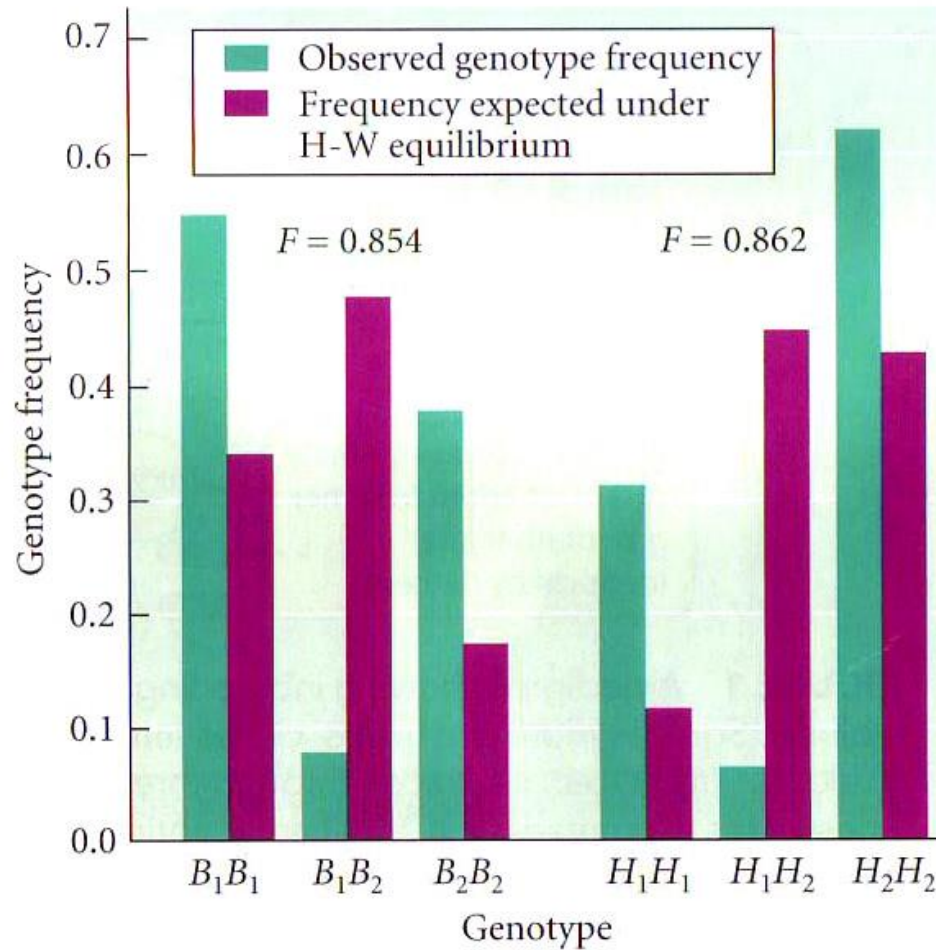 0.7
0.6
0.5
0.4
0.3
0.2
0.1
0.0
Genotype frequency
Observed genotype frequency
Frequency expected under
H-W equilibrium
F = 0.854
F = 0.862
B₁B₁ B₁B₂ B₂B₂ H₁H₁ H₁H₂ H₂H₂
Genotype